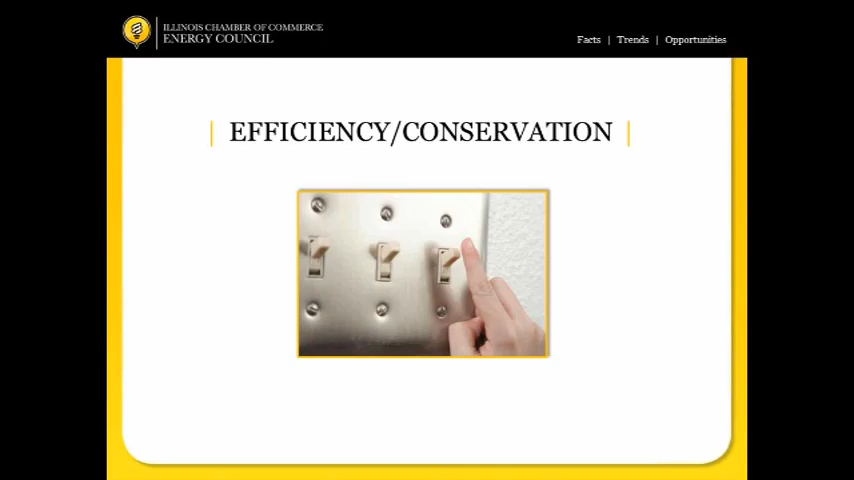 ILLINOIS CHAMBER OF COMMERCE
ENERGY COUNCIL
Facts | Trends | Opportunities
| EFFICIENCY/CONSERVATION |